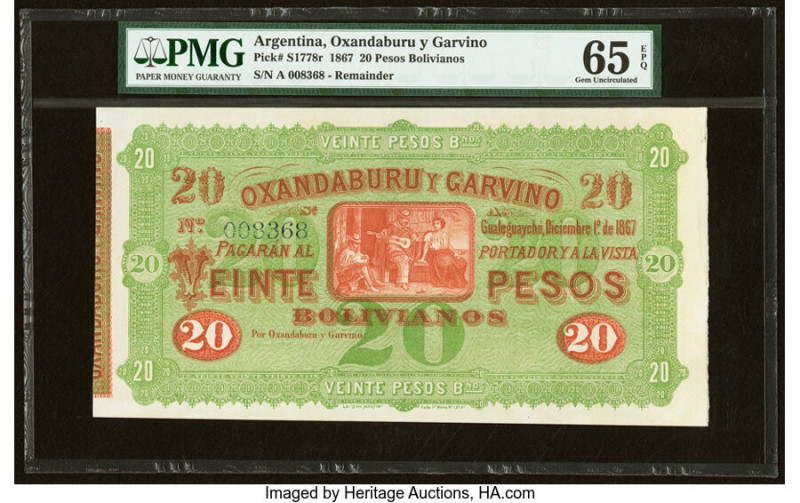 PMG
PAPER MONEY GUARANTY
Argentina, Oxandaburu y Garvino
Pick# S1778r 1867 20 Pesos Bolivianos
S/N A 008368 - Remainder
65 EPQ
Gem Uncirculated
VEINTE PESOS Bnos
20 20
20 OXANDABURU Y GARVINO 20
No. 008368
Gualeguaychú, Diciembre 1o. de 1867
PAGARÁN AL PORTADOR Y A LA VISTA
20 VEINTE PESOS 20
BOLIVIANOS
20 Por Oxandaburu y Garvino 20 20
20 VEINTE PESOS Bnos 20
Imaged by Heritage Auctions, HA.com